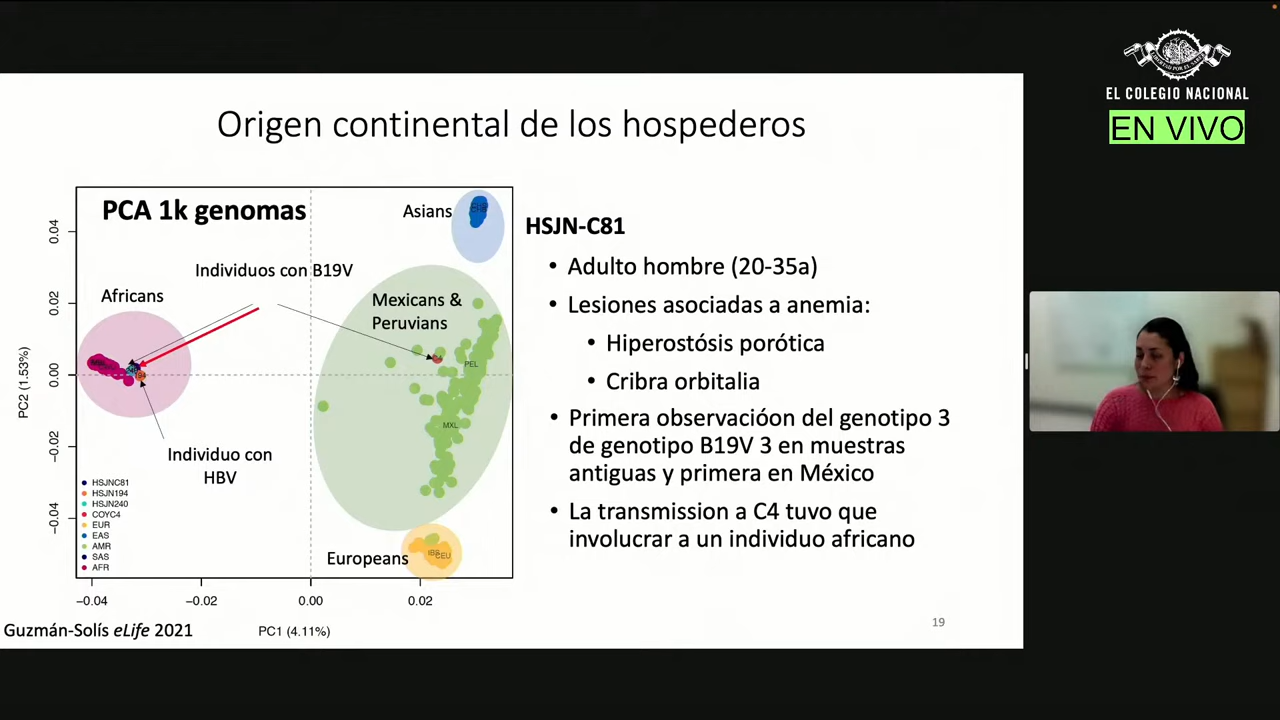 EL COLEGIO NACIONAL
EN VIVO
Origen continental de los hospederos
PCA 1k genomas
Asians
Individuos con B19V
Africans
Mexicans &
Peruvians
PEL
MXL
Individuo con
HBV
Europeans
IBS
CEU
HSJNC81
HSJN194
HSJN240
COYC4
EUR
EAS
AMR
SAS
AFR
0.04
0.02
0.00
−0.02
−0.04
PC2 (1.53%)
−0.04
−0.02
0.00
0.02
PC1 (4.11%)
Guzmán-Solís eLife 2021
HSJN-C81
• Adulto hombre (20-35a)
• Lesiones asociadas a anemia:
• Hiperostósis porótica
• Cribra orbitalia
• Primera observacióon del genotipo 3
de genotipo B19V 3 en muestras
antiguas y primera en México
• La transmission a C4 tuvo que
involucrar a un individuo africano
19